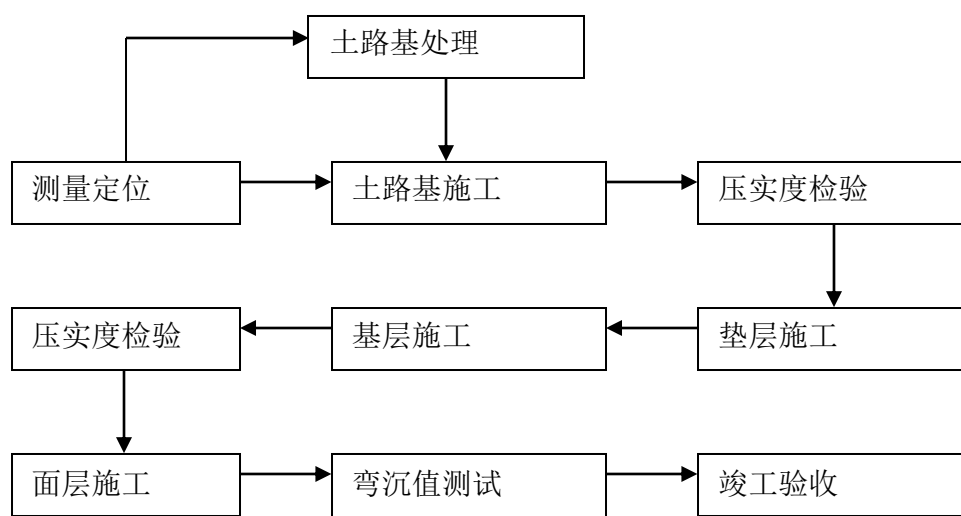 土路基处理
测量定位
土路基施工
压实度检验
压实度检验
基层施工
垫层施工
面层施工
弯沉值测试
竣工验收